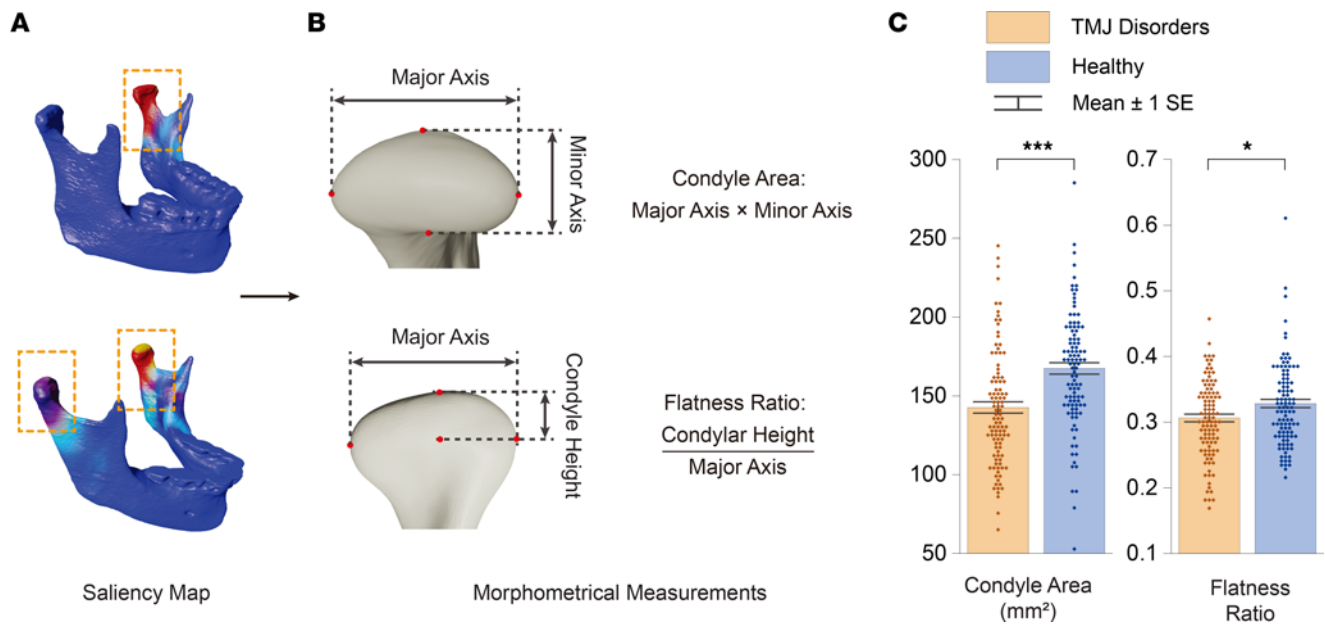 A
B
C
TMJ Disorders
Healthy
Mean ± 1 SE
Major Axis
Minor Axis
Condyle Area:
Major Axis × Minor Axis
Major Axis
Condyle Height
Flatness Ratio:
Condylar Height
Major Axis
Saliency Map
Morphometrical Measurements
***
300
250
200
150
100
50
Condyle Area
(mm²)
*
0.7
0.6
0.5
0.4
0.3
0.2
0.1
Flatness
Ratio